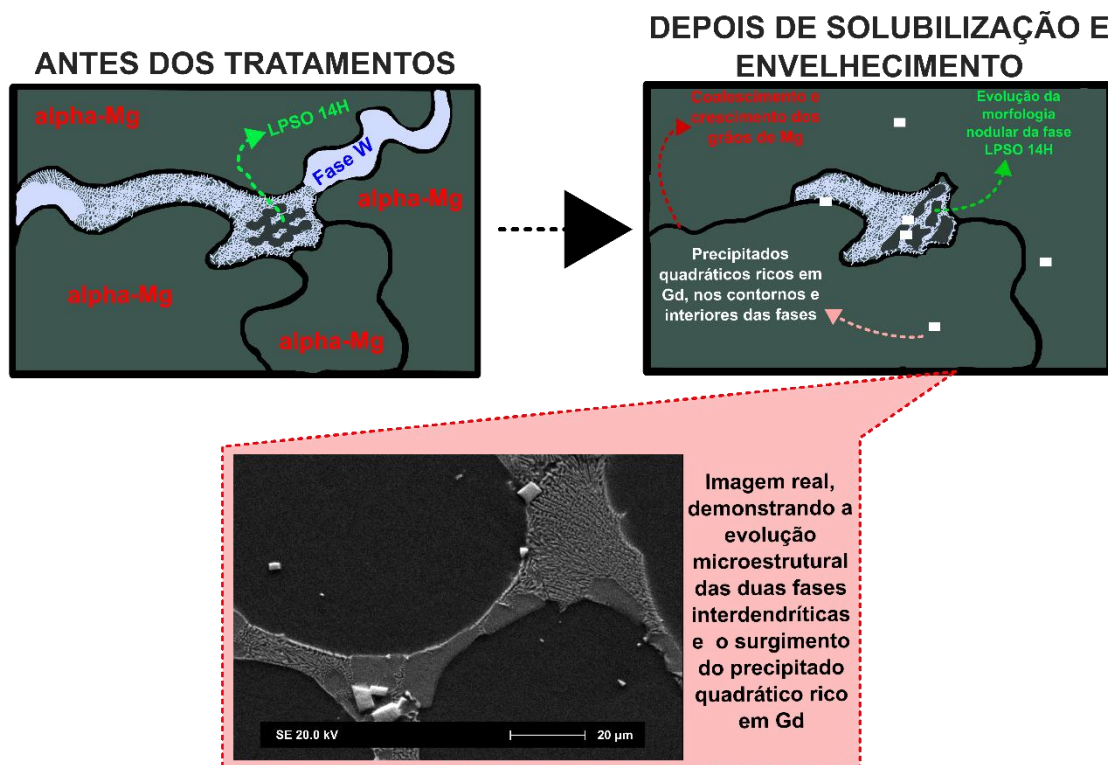 ANTES DOS TRATAMENTOS
alpha-Mg
LPSO 14H
Fase W
alpha-Mg
alpha-Mg
alpha-Mg
DEPOIS DE SOLUBILIZAÇÃO E
ENVELHECIMENTO
Coalescimento e
crescimento dos
grãos de Mg
Evolução da
morfologia
nodular da fase
LPSO 14H
Precipitados
quadráticos ricos em
Gd, nos contornos e
interiores das fases
Imagem real,
demonstrando a
evolução
microestrutural
das duas fases
interdendríticas
e o surgimento
do precipitado
quadrático rico
em Gd
SE 20.0 kV
20 µm